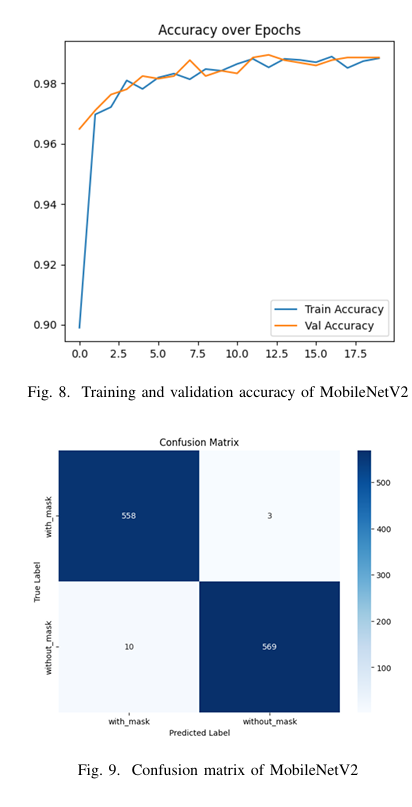 Accuracy over Epochs
0.98
0.96
0.94
0.92
0.90
Train Accuracy
Val Accuracy
0.0 2.5 5.0 7.5 10.0 12.5 15.0 17.5
Fig. 8. Training and validation accuracy of MobileNetV2
Confusion Matrix
with_mask
without_mask
True Label
558 3
10 569
with_mask without_mask
Predicted Label
500
400
300
200
100
Fig. 9. Confusion matrix of MobileNetV2